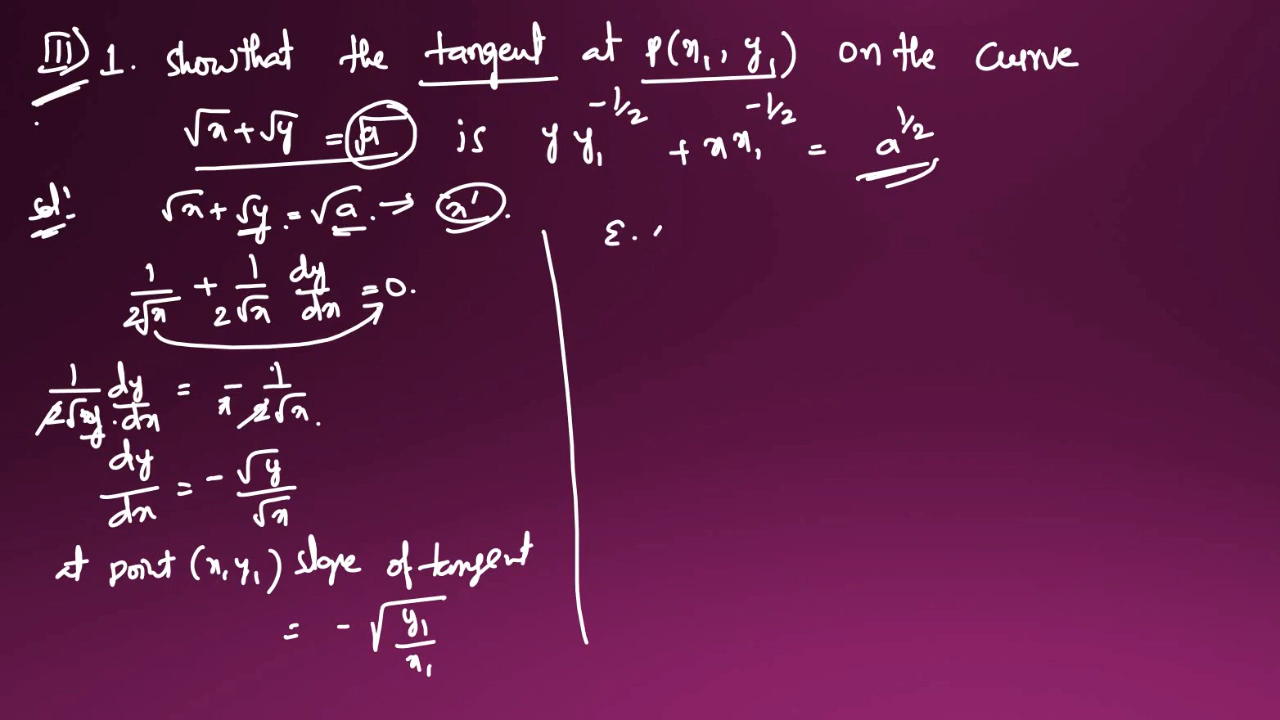 III) 1. show that the tangent at P(x₁, y₁) on the curve
√x + √y = √a is y y₁^(-1/2) + x x₁^(-1/2) = a^(1/2)
sol:
√x + √y = √a. → 'x'.
1/(2√x) + 1/(2√x) dy/dx = 0.
1/(2√y) · dy/dx = - 1/(2√x).
dy/dx = - √y/√x
at point (x₁ y₁) slope of tangent
= - √(y₁/x₁)
E.